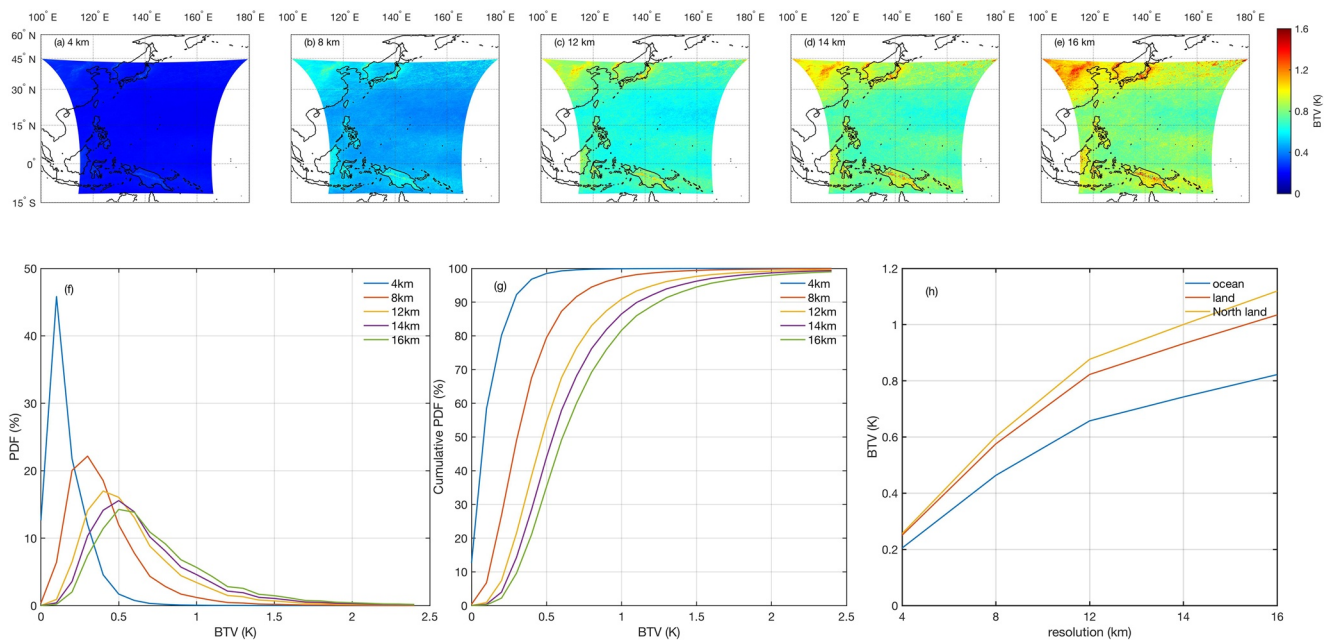 100° E 120° E 140° E 160° E 180° E
100° E 120° E 140° E 160° E 180° E
100° E 120° E 140° E 160° E 180° E
100° E 120° E 140° E 160° E 180° E
100° E 120° E 140° E 160° E 180° E
60° N
45° N
30° N
15° N
0°
15° S
(a) 4 km
(b) 8 km
(c) 12 km
(d) 14 km
(e) 16 km
1.6
1.2
0.8
0.4
0
BTV (K)
(f)
50
40
30
20
10
0
PDF (%)
0 0.5 1 1.5 2 2.5
BTV (K)
4km
8km
12km
14km
16km
(g)
100
90
80
70
60
50
40
30
20
10
0
Cumulative PDF (%)
0 0.5 1 1.5 2 2.5
BTV (K)
4km
8km
12km
14km
16km
(h)
1.2
1
0.8
0.6
0.4
0.2
0
BTV (K)
4 8 12 14 16
resolution (km)
ocean
land
North land